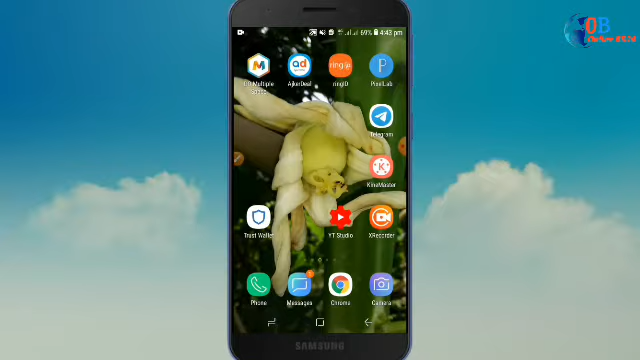 69% 4:43 pm
AjkerDeal
ringID
PixelLab
Telegram
KineMaster
Trust Wallet
YT Studio
XRecorder
Phone
Messages
Chrome
Camera
SAMSUNG
OB